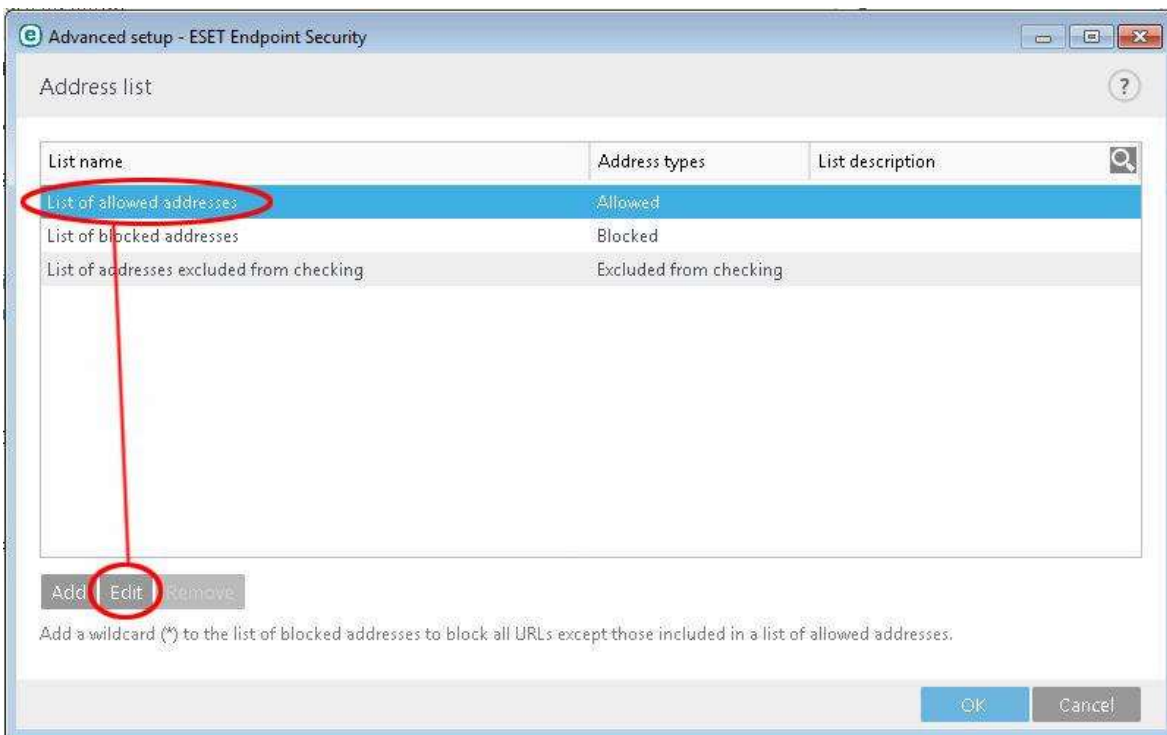 Advanced setup - ESET Endpoint Security
Address list
?
List name Address types List description
List of allowed addresses Allowed
List of blocked addresses Blocked
List of addresses excluded from checking Excluded from checking
Add Edit Remove
Add a wildcard (*) to the list of blocked addresses to block all URLs except those included in a list of allowed addresses.
OK Cancel